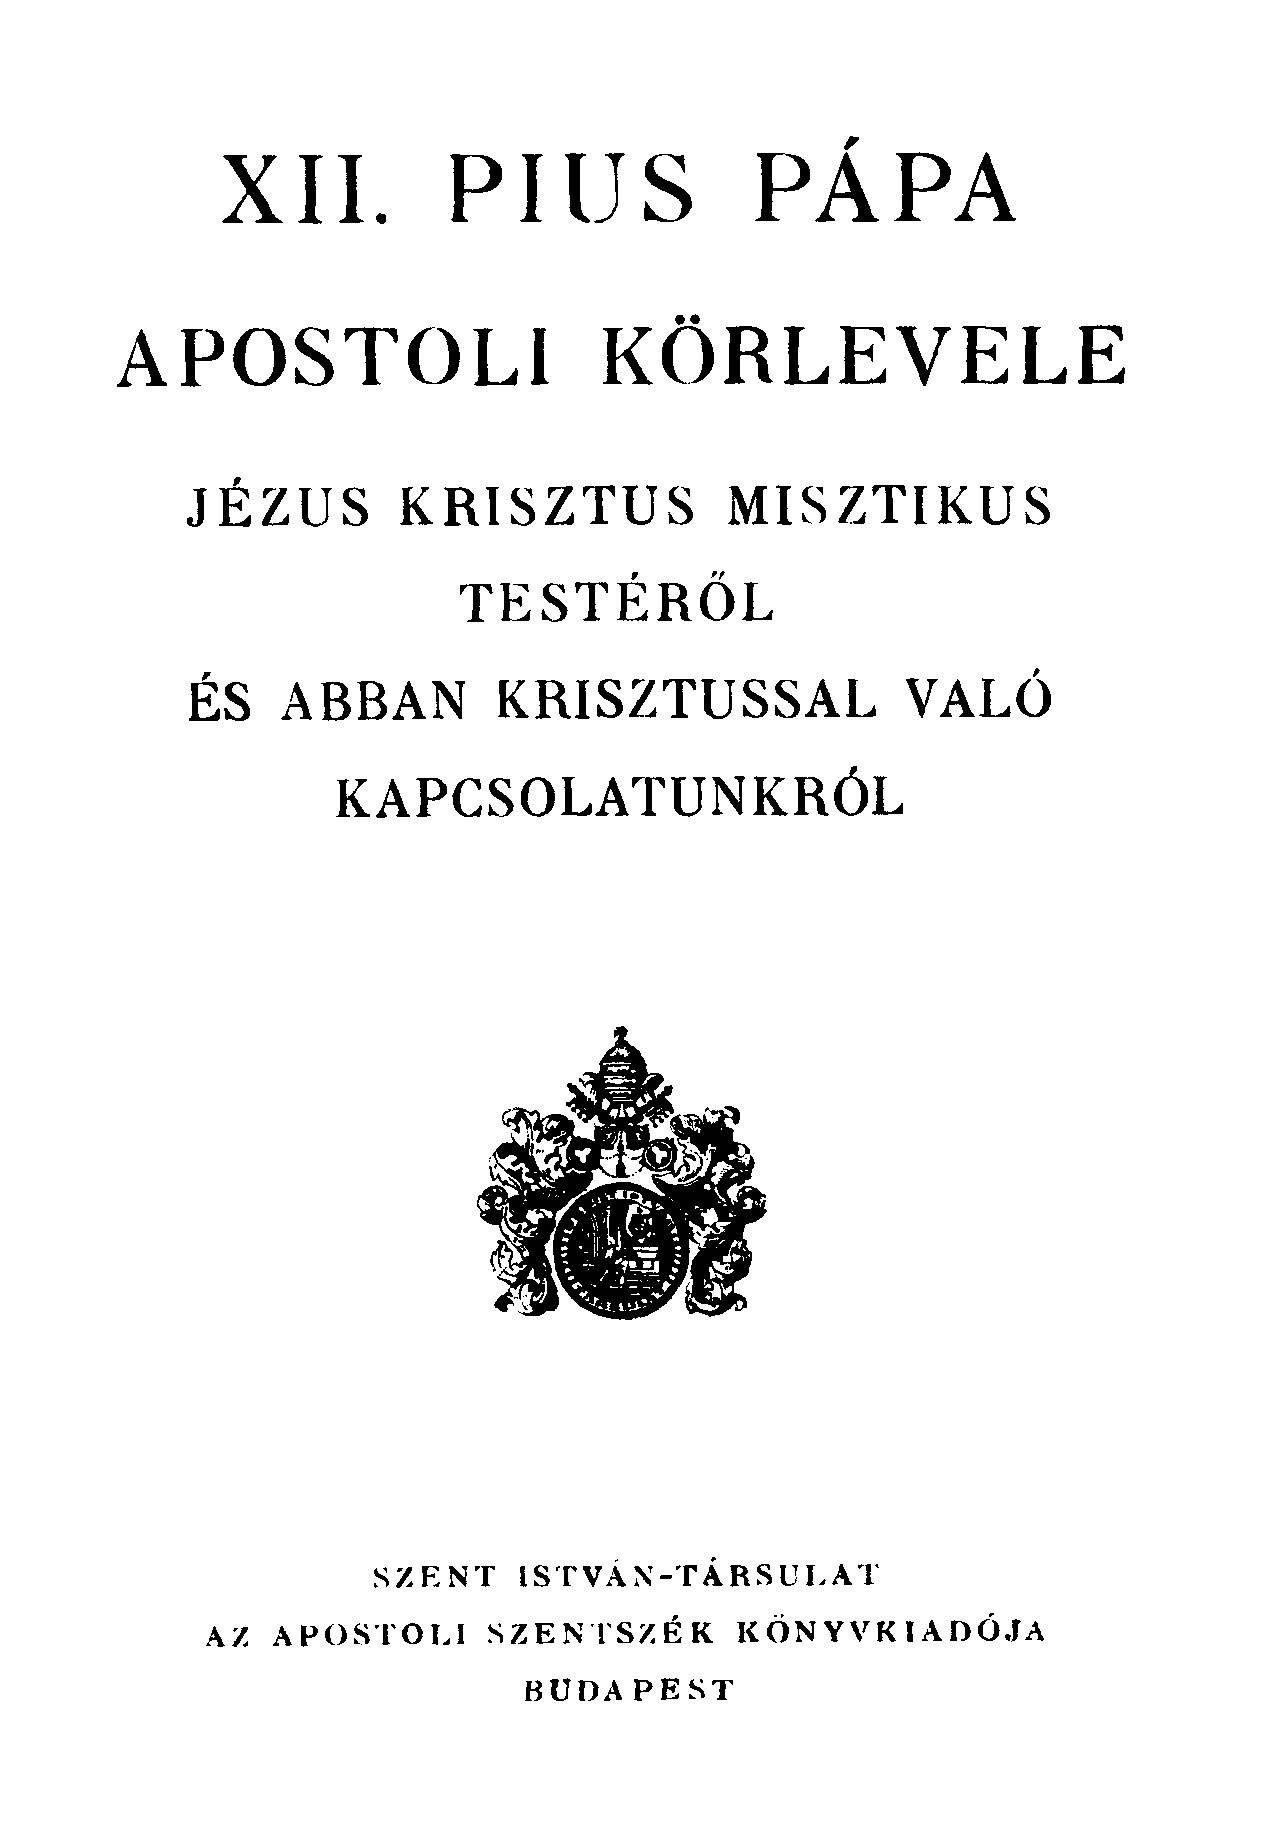 XII. PIUS PÁPA
APOSTOLI KÖRLEVELE
JÉZUS KRISZTUS MISZTIKUS
TESTÉRŐL
ÉS ABBAN KRISZTUSSAL VALÓ
KAPCSOLATUNKRÓL
SZENT ISTVÁN-TÁRSULAT
AZ APOSTOLI SZENTSZÉK KÖNYVKIADÓJA
BUDAPEST